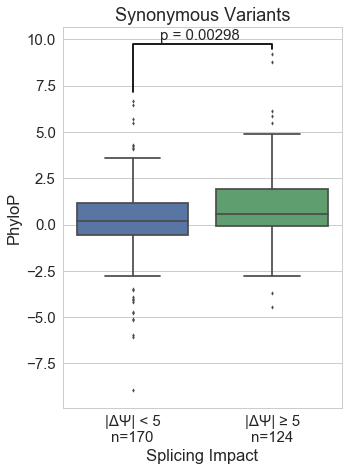 Synonymous Variants
p = 0.00298
10.0
7.5
5.0
2.5
0.0
−2.5
−5.0
−7.5
PhyloP
|ΔΨ| < 5 |ΔΨ| ≥ 5
n=170 n=124
Splicing Impact